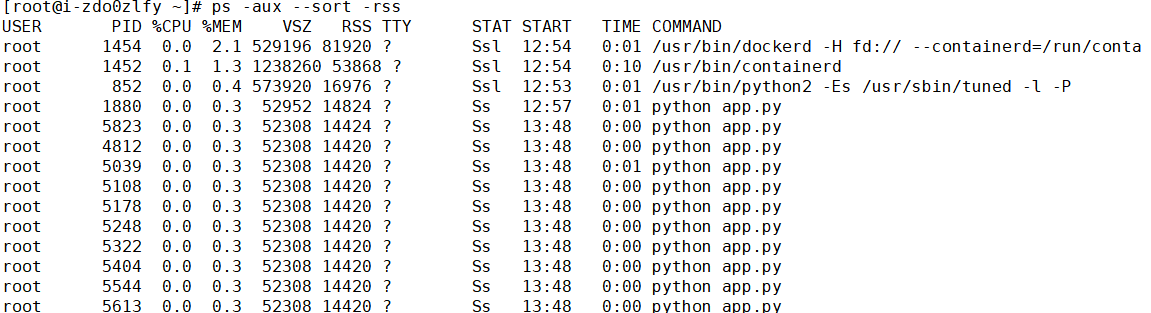 [root@i-zdo0zlfy ~]# ps -aux --sort -rss
USER PID %CPU %MEM VSZ RSS TTY STAT START TIME COMMAND
root 1454 0.0 2.1 529196 81920 ? Ssl 12:54 0:01 /usr/bin/dockerd -H fd:// --containerd=/run/conta
root 1452 0.1 1.3 1238260 53868 ? Ssl 12:54 0:10 /usr/bin/containerd
root 852 0.0 0.4 573920 16976 ? Ssl 12:53 0:01 /usr/bin/python2 -Es /usr/sbin/tuned -l -P
root 1880 0.0 0.3 52952 14824 ? Ss 12:57 0:01 python app.py
root 5823 0.0 0.3 52308 14424 ? Ss 13:48 0:00 python app.py
root 4812 0.0 0.3 52308 14420 ? Ss 13:48 0:00 python app.py
root 5039 0.0 0.3 52308 14420 ? Ss 13:48 0:01 python app.py
root 5108 0.0 0.3 52308 14420 ? Ss 13:48 0:00 python app.py
root 5178 0.0 0.3 52308 14420 ? Ss 13:48 0:00 python app.py
root 5248 0.0 0.3 52308 14420 ? Ss 13:48 0:00 python app.py
root 5322 0.0 0.3 52308 14420 ? Ss 13:48 0:00 python app.py
root 5404 0.0 0.3 52308 14420 ? Ss 13:48 0:00 python app.py
root 5544 0.0 0.3 52308 14420 ? Ss 13:48 0:00 python app.py
root 5613 0.0 0.3 52308 14420 ? Ss 13:48 0:00 python app.py